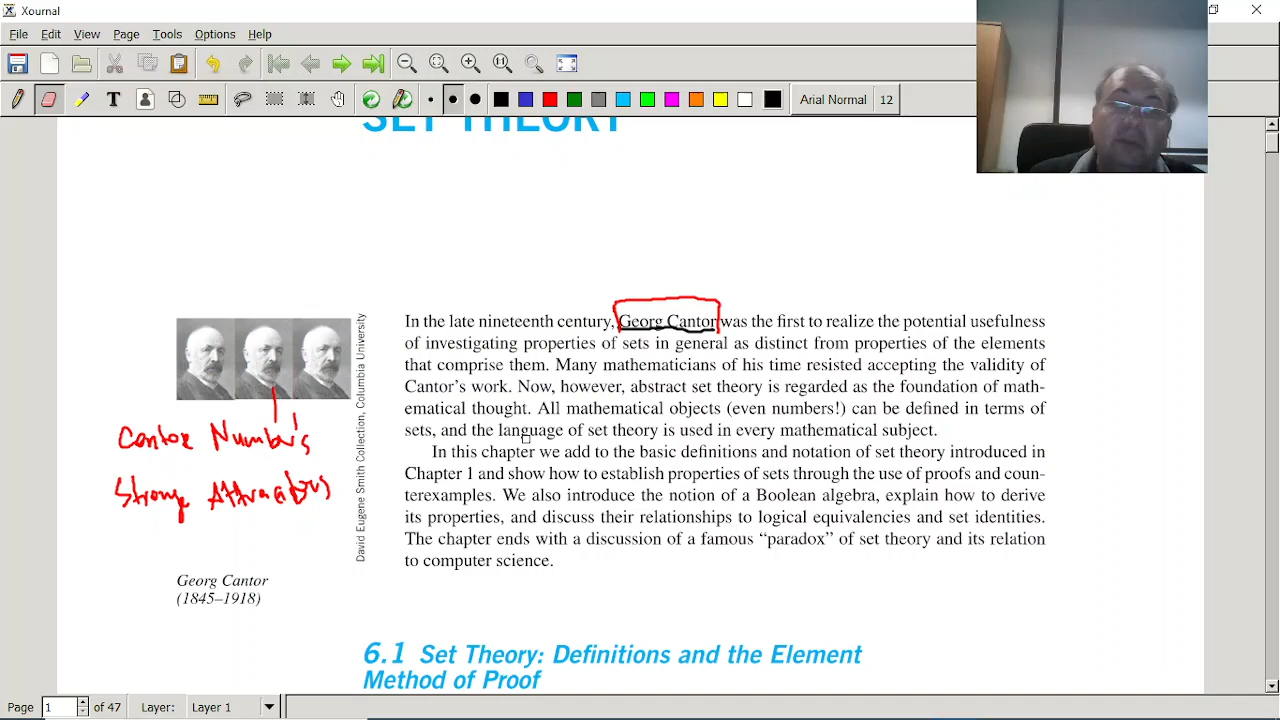 Xournal
File Edit View Page Tools Options Help
Arial Normal 12
SET THEORY
In the late nineteenth century, Georg Cantor was the first to realize the potential usefulness
of investigating properties of sets in general as distinct from properties of the elements
that comprise them. Many mathematicians of his time resisted accepting the validity of
Cantor's work. Now, however, abstract set theory is regarded as the foundation of math-
ematical thought. All mathematical objects (even numbers!) can be defined in terms of
sets, and the language of set theory is used in every mathematical subject.
In this chapter we add to the basic definitions and notation of set theory introduced in
Chapter 1 and show how to establish properties of sets through the use of proofs and coun-
terexamples. We also introduce the notion of a Boolean algebra, explain how to derive
its properties, and discuss their relationships to logical equivalencies and set identities.
The chapter ends with a discussion of a famous “paradox” of set theory and its relation
to computer science.
David Eugene Smith Collection, Columbia University
Cantor Numbers
Strong Attractors
Georg Cantor
(1845–1918)
6.1 Set Theory: Definitions and the Element
Method of Proof
Page 1 of 47 Layer: Layer 1